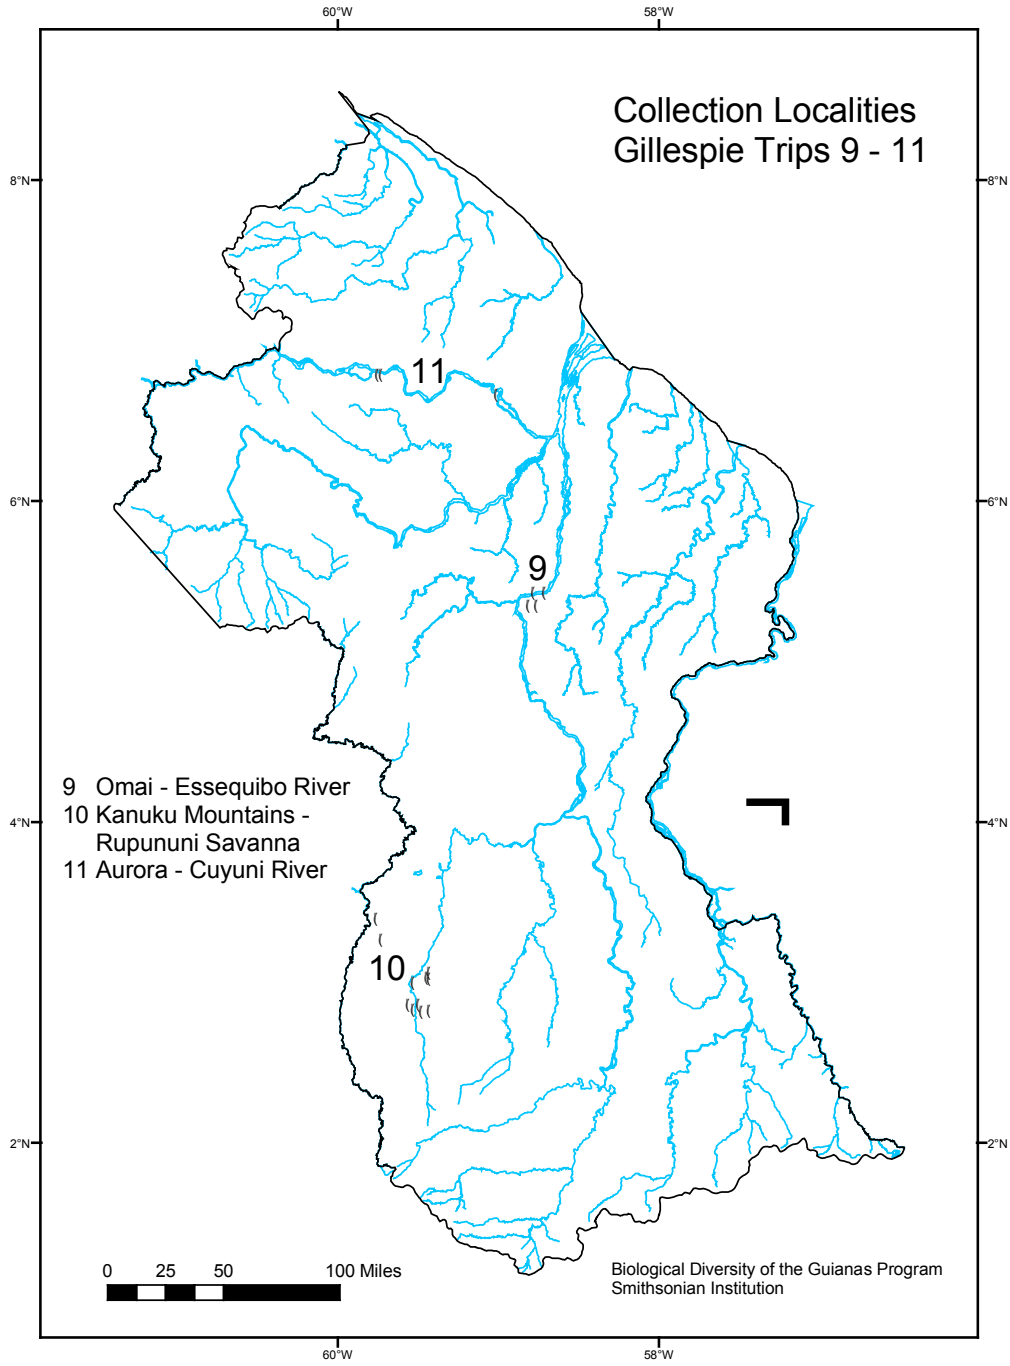 60°W 58°W
Collection Localities
Gillespie Trips 9 - 11
8°N 8°N
11
6°N 6°N
9
9 Omai - Essequibo River
10 Kanuku Mountains -
Rupununi Savanna
11 Aurora - Cuyuni River
4°N 4°N
10
2°N 2°N
0 25 50 100 Miles
Biological Diversity of the Guianas Program
Smithsonian Institution
60°W 58°W